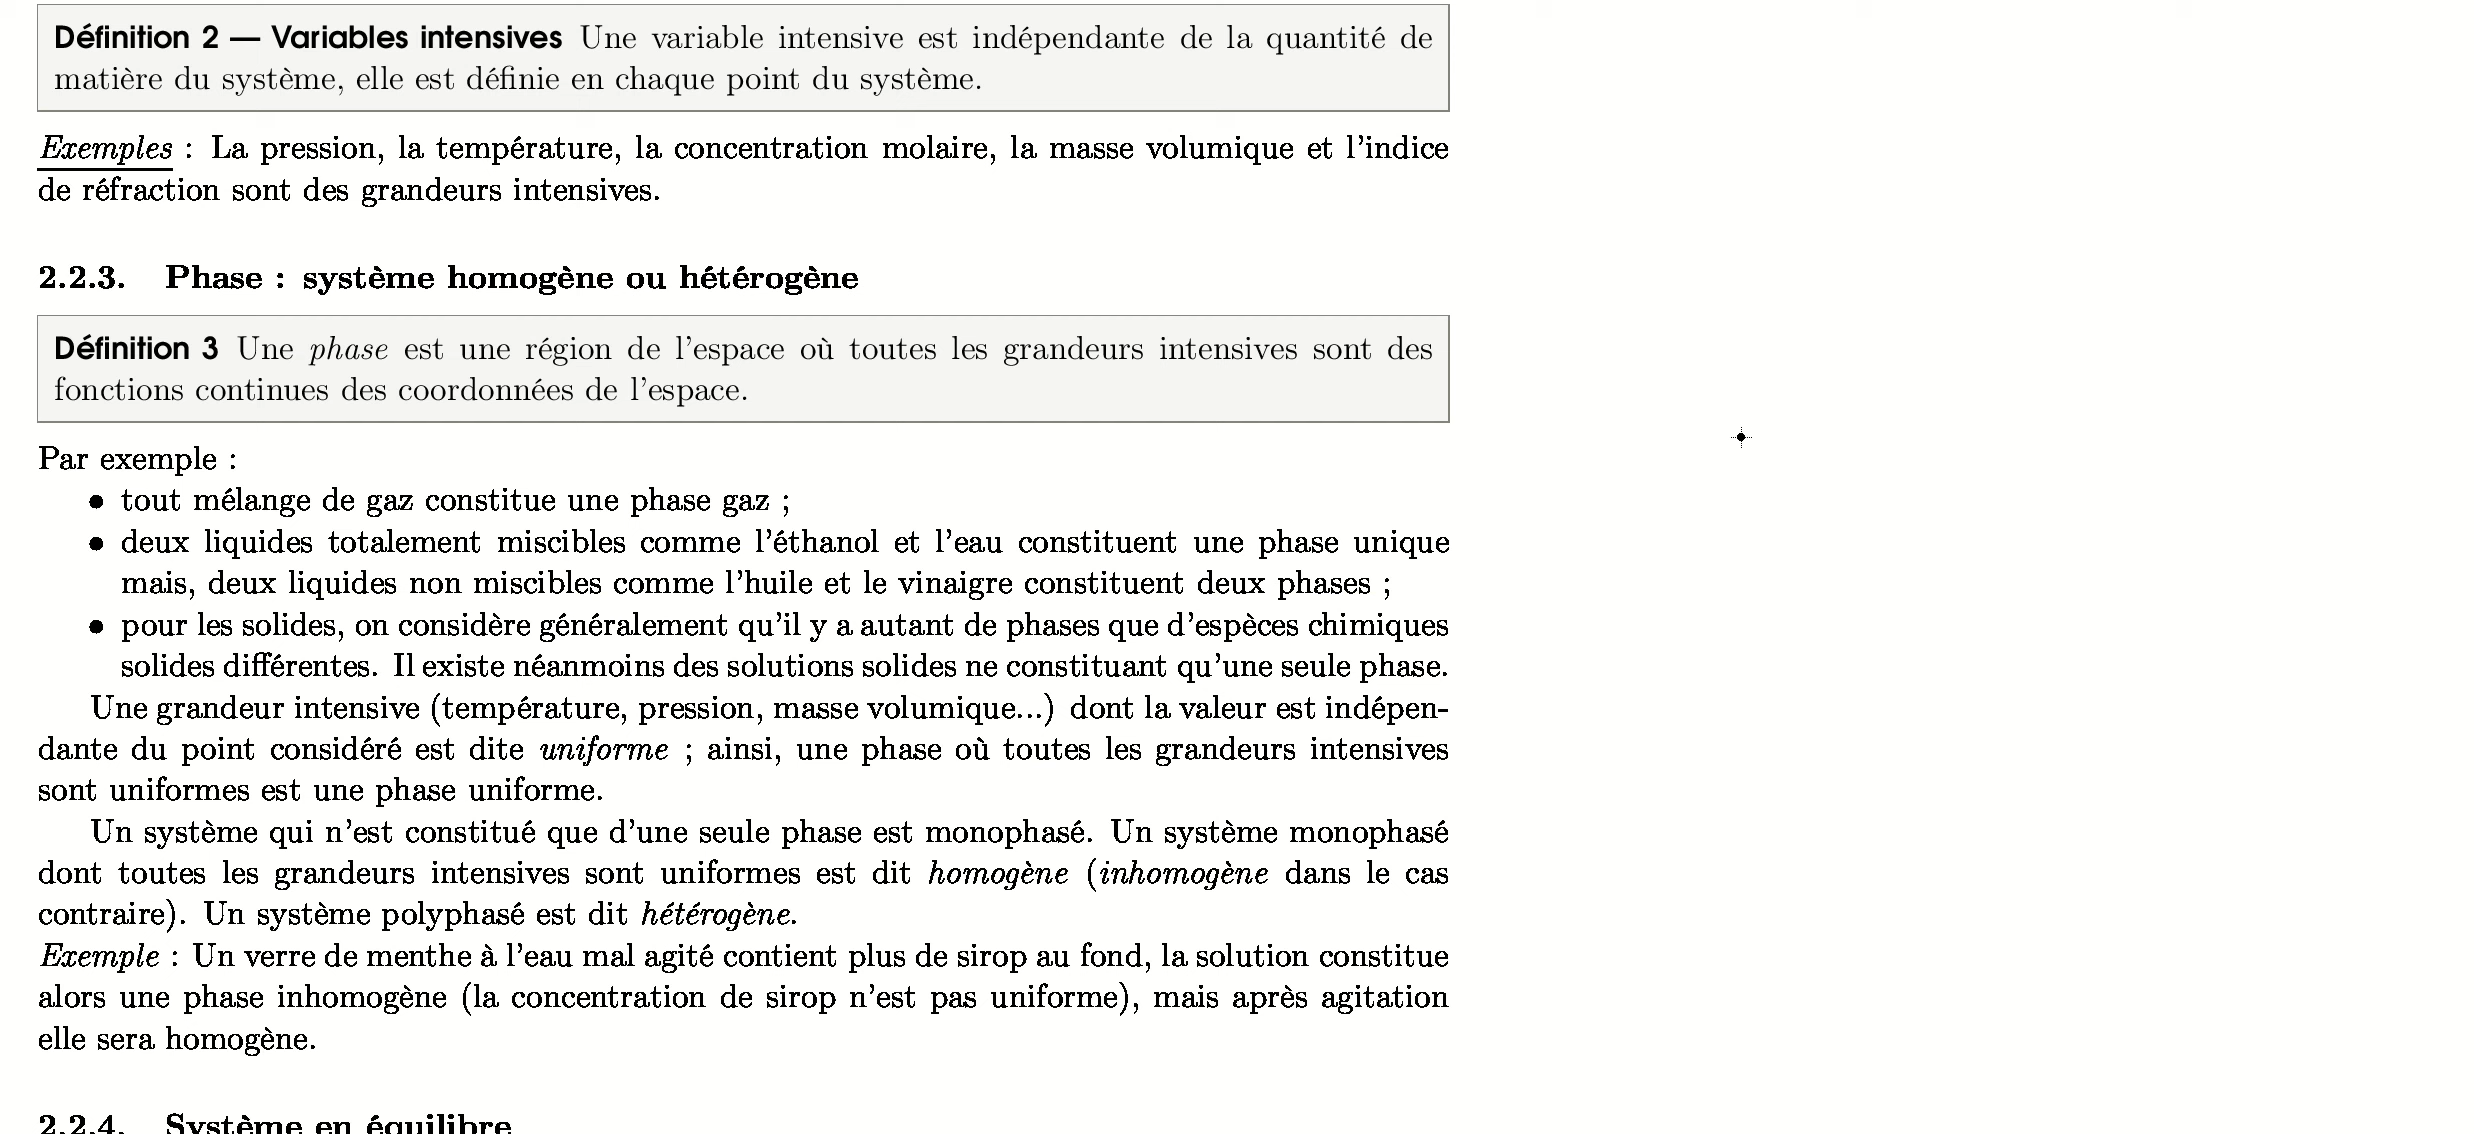 Définition 2 — Variables intensives Une variable intensive est indépendante de la quantité de
matière du système, elle est définie en chaque point du système.
Exemples : La pression, la température, la concentration molaire, la masse volumique et l'indice
de réfraction sont des grandeurs intensives.
2.2.3. Phase : système homogène ou hétérogène
Définition 3 Une phase est une région de l'espace où toutes les grandeurs intensives sont des
fonctions continues des coordonnées de l'espace.
Par exemple :
• tout mélange de gaz constitue une phase gaz ;
• deux liquides totalement miscibles comme l'éthanol et l'eau constituent une phase unique
mais, deux liquides non miscibles comme l'huile et le vinaigre constituent deux phases ;
• pour les solides, on considère généralement qu'il y a autant de phases que d'espèces chimiques
solides différentes. Il existe néanmoins des solutions solides ne constituant qu'une seule phase.
Une grandeur intensive (température, pression, masse volumique...) dont la valeur est indépen-
dante du point considéré est dite uniforme ; ainsi, une phase où toutes les grandeurs intensives
sont uniformes est une phase uniforme.
Un système qui n'est constitué que d'une seule phase est monophasé. Un système monophasé
dont toutes les grandeurs intensives sont uniformes est dit homogène (inhomogène dans le cas
contraire). Un système polyphasé est dit hétérogène.
Exemple : Un verre de menthe à l'eau mal agité contient plus de sirop au fond, la solution constitue
alors une phase inhomogène (la concentration de sirop n'est pas uniforme), mais après agitation
elle sera homogène.
2.2.4. Système en équilibre